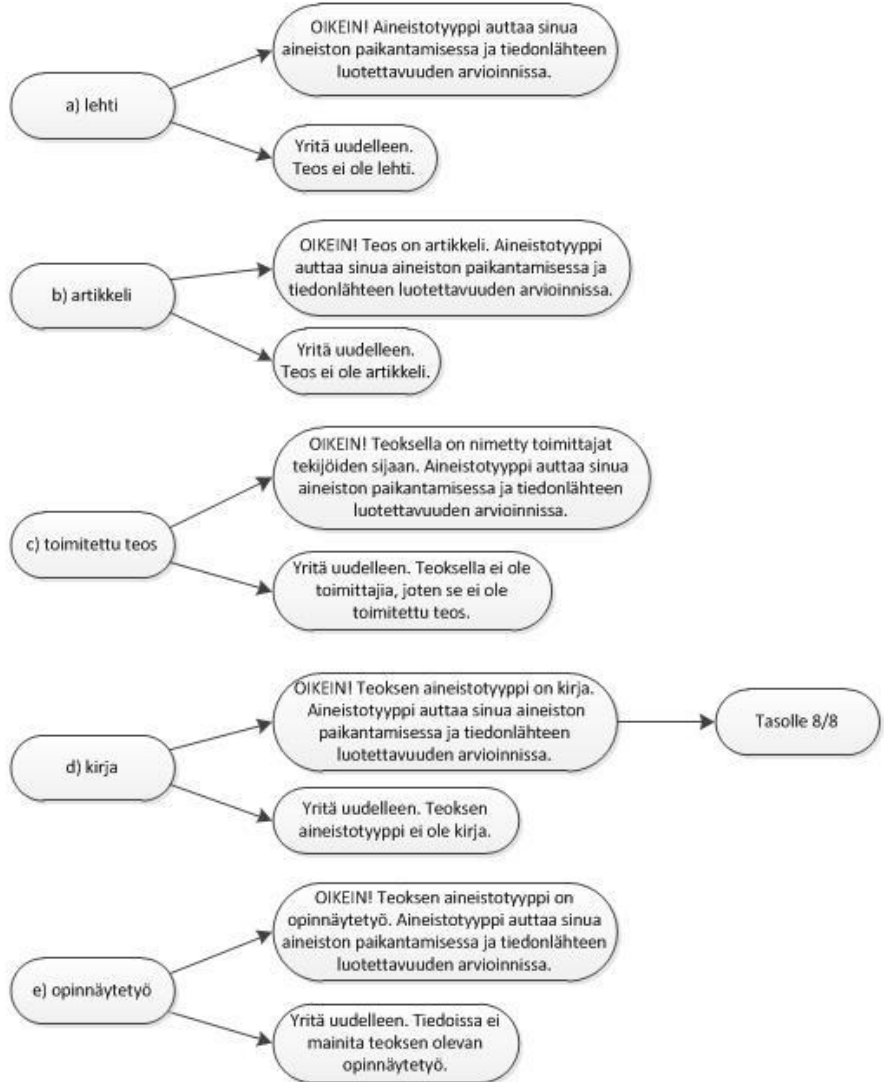 OIKEIN! Aineistotyyppi auttaa sinua
aineiston paikantamisessa ja tiedonlähteen
luotettavuuden arvioinnissa.
a) lehti
Yritä uudelleen.
Teos ei ole lehti.
OIKEIN! Teos on artikkeli. Aineistotyyppi
auttaa sinua aineiston paikantamisessa ja
tiedonlähteen luotettavuuden arvioinnissa.
b) artikkeli
Yritä uudelleen.
Teos ei ole artikkeli.
OIKEIN! Teoksella on nimetty toimittajat
tekijöiden sijaan. Aineistotyyppi auttaa sinua
aineiston paikantamisessa ja tiedonlähteen
luotettavuuden arvioinnissa.
c) toimitettu teos
Yritä uudelleen. Teoksella ei ole
toimittajia, joten se ei ole
toimitettu teos.
OIKEIN! Teoksen aineistotyyppi on kirja.
Aineistotyyppi auttaa sinua aineiston
paikantamisessa ja tiedonlähteen
luotettavuuden arvioinnissa.
Tasolle 8/8
d) kirja
Yritä uudelleen. Teoksen
aineistotyyppi ei ole kirja.
OIKEIN! Teoksen aineistotyyppi on
opinnäytetyö. Aineistotyyppi auttaa sinua
aineiston paikantamisessa ja tiedonlähteen
luotettavuuden arvioinnissa.
e) opinnäytetyö
Yritä uudelleen. Tiedoissa ei
mainita teoksen olevan
opinnäytetyö.